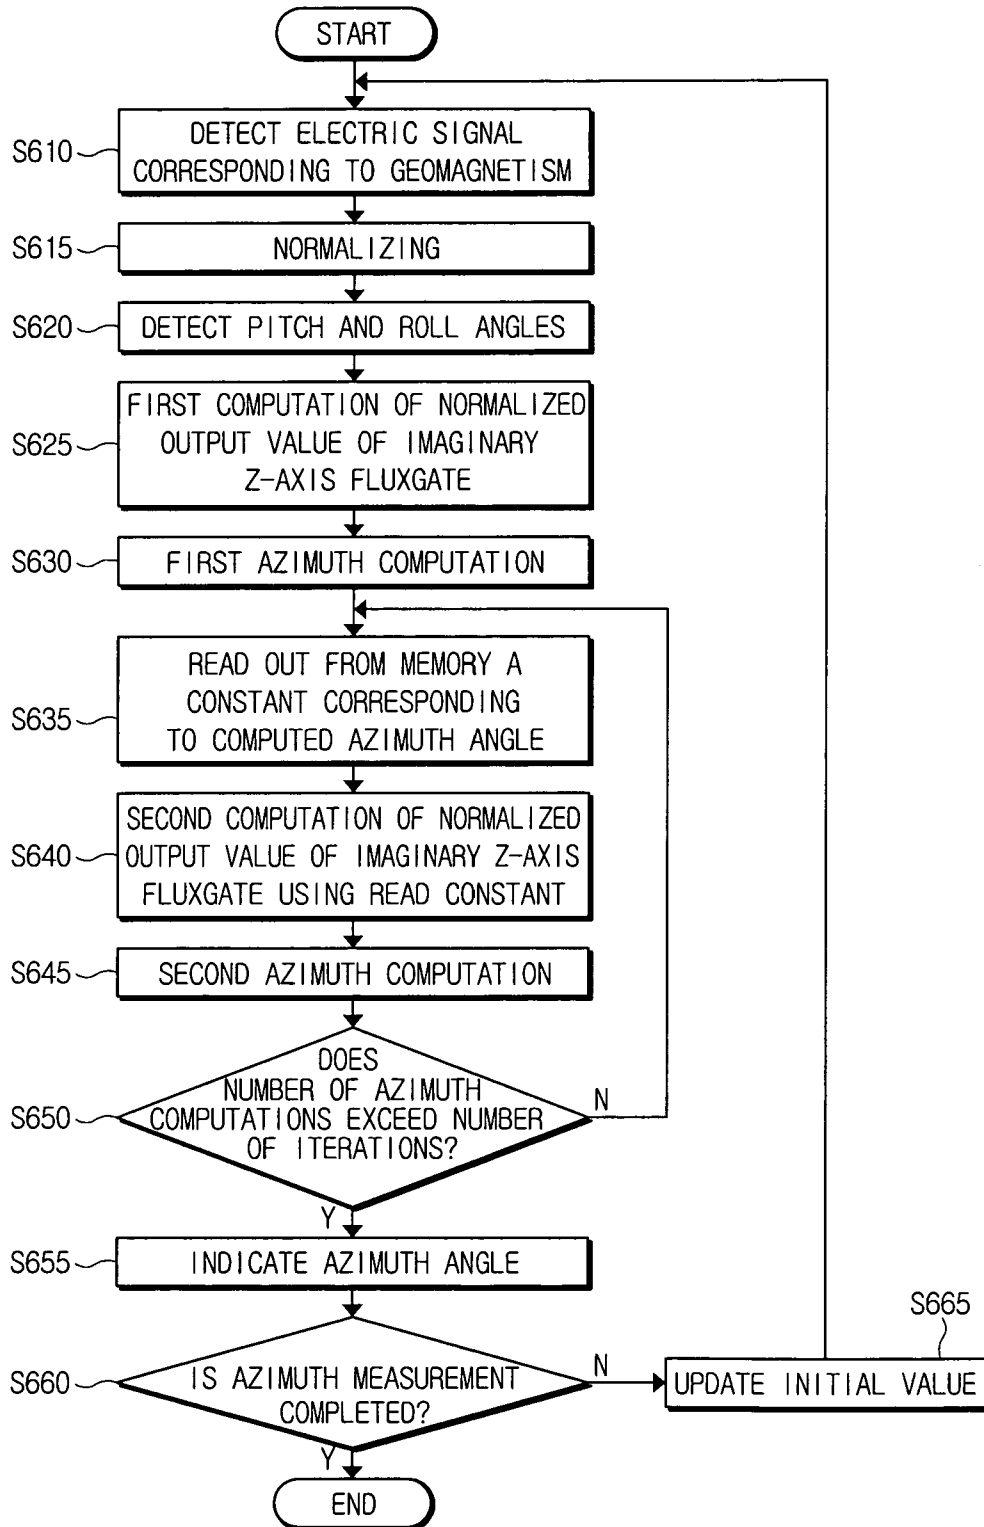 START
S610
DETECT ELECTRIC SIGNAL
CORRESPONDING TO GEOMAGNETISM
S615
NORMALIZING
S620
DETECT PITCH AND ROLL ANGLES
S625
FIRST COMPUTATION OF NORMALIZED
OUTPUT VALUE OF IMAGINARY
Z-AXIS FLUXGATE
S630
FIRST AZIMUTH COMPUTATION
S635
READ OUT FROM MEMORY A
CONSTANT CORRESPONDING
TO COMPUTED AZIMUTH ANGLE
S640
SECOND COMPUTATION OF NORMALIZED
OUTPUT VALUE OF IMAGINARY Z-AXIS
FLUXGATE USING READ CONSTANT
S645
SECOND AZIMUTH COMPUTATION
S650
DOES
NUMBER OF AZIMUTH
COMPUTATIONS EXCEED NUMBER
OF ITERATIONS?
N
Y
S655
INDICATE AZIMUTH ANGLE
S660
IS AZIMUTH MEASUREMENT
COMPLETED?
N
S665
UPDATE INITIAL VALUE
Y
END